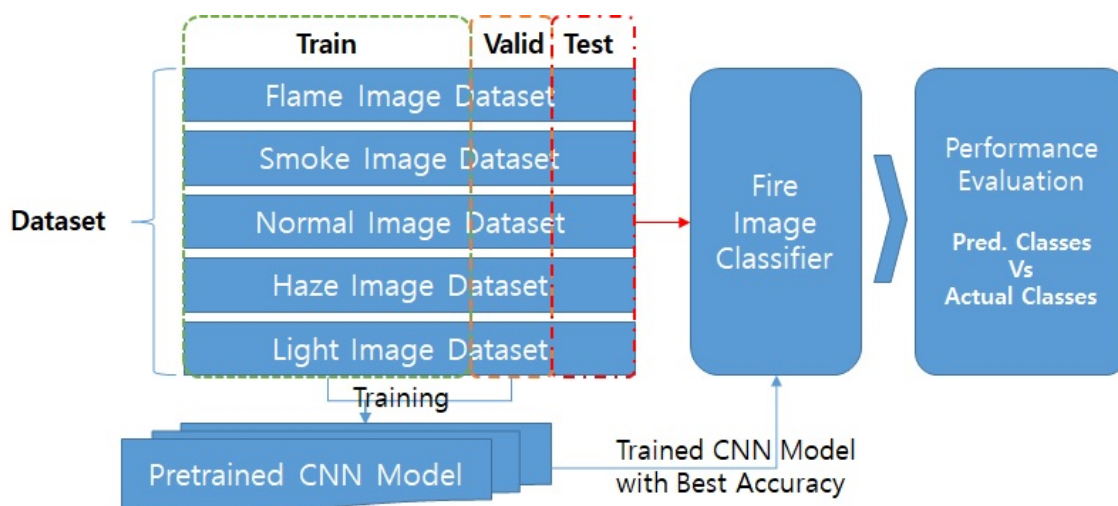 Train Valid Test
Dataset
Flame Image Dataset
Smoke Image Dataset
Normal Image Dataset
Haze Image Dataset
Light Image Dataset
Training
Pretrained CNN Model
Trained CNN Model
with Best Accuracy
Fire
Image
Classifier
Performance
Evaluation
Pred. Classes
Vs
Actual Classes